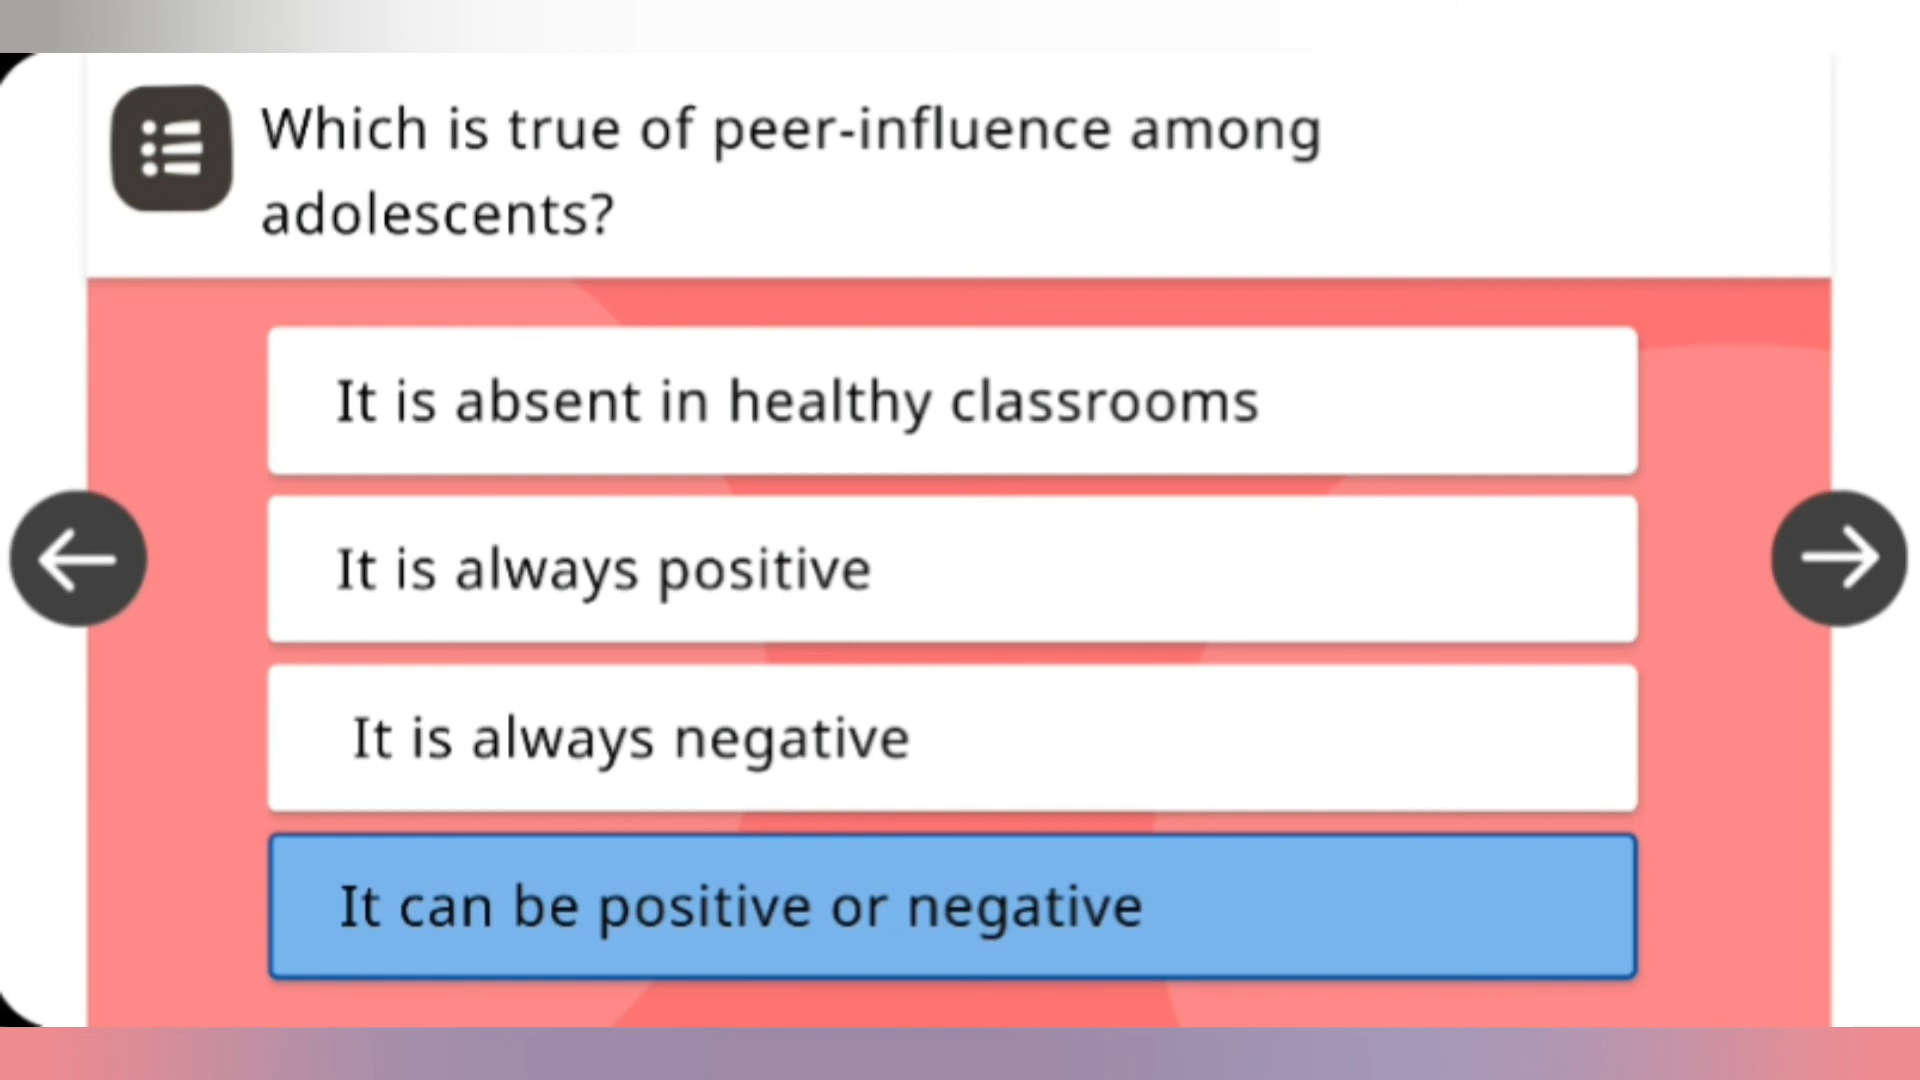 Which is true of peer-influence among
adolescents?
It is absent in healthy classrooms
It is always positive
It is always negative
It can be positive or negative